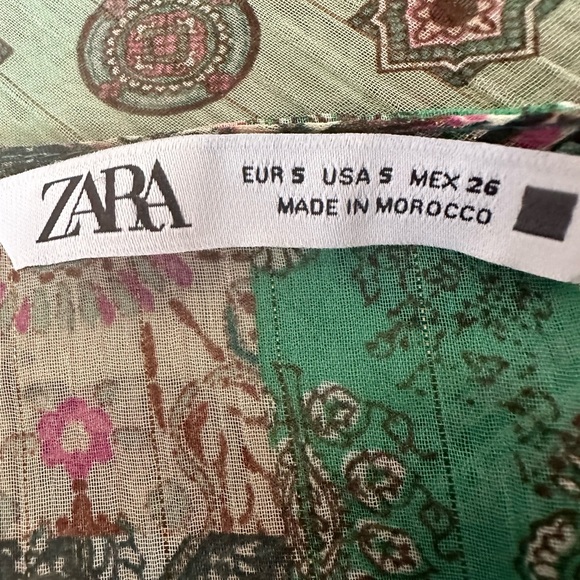 ZARA
EUR S USA S MEX 26
MADE IN MOROCCO